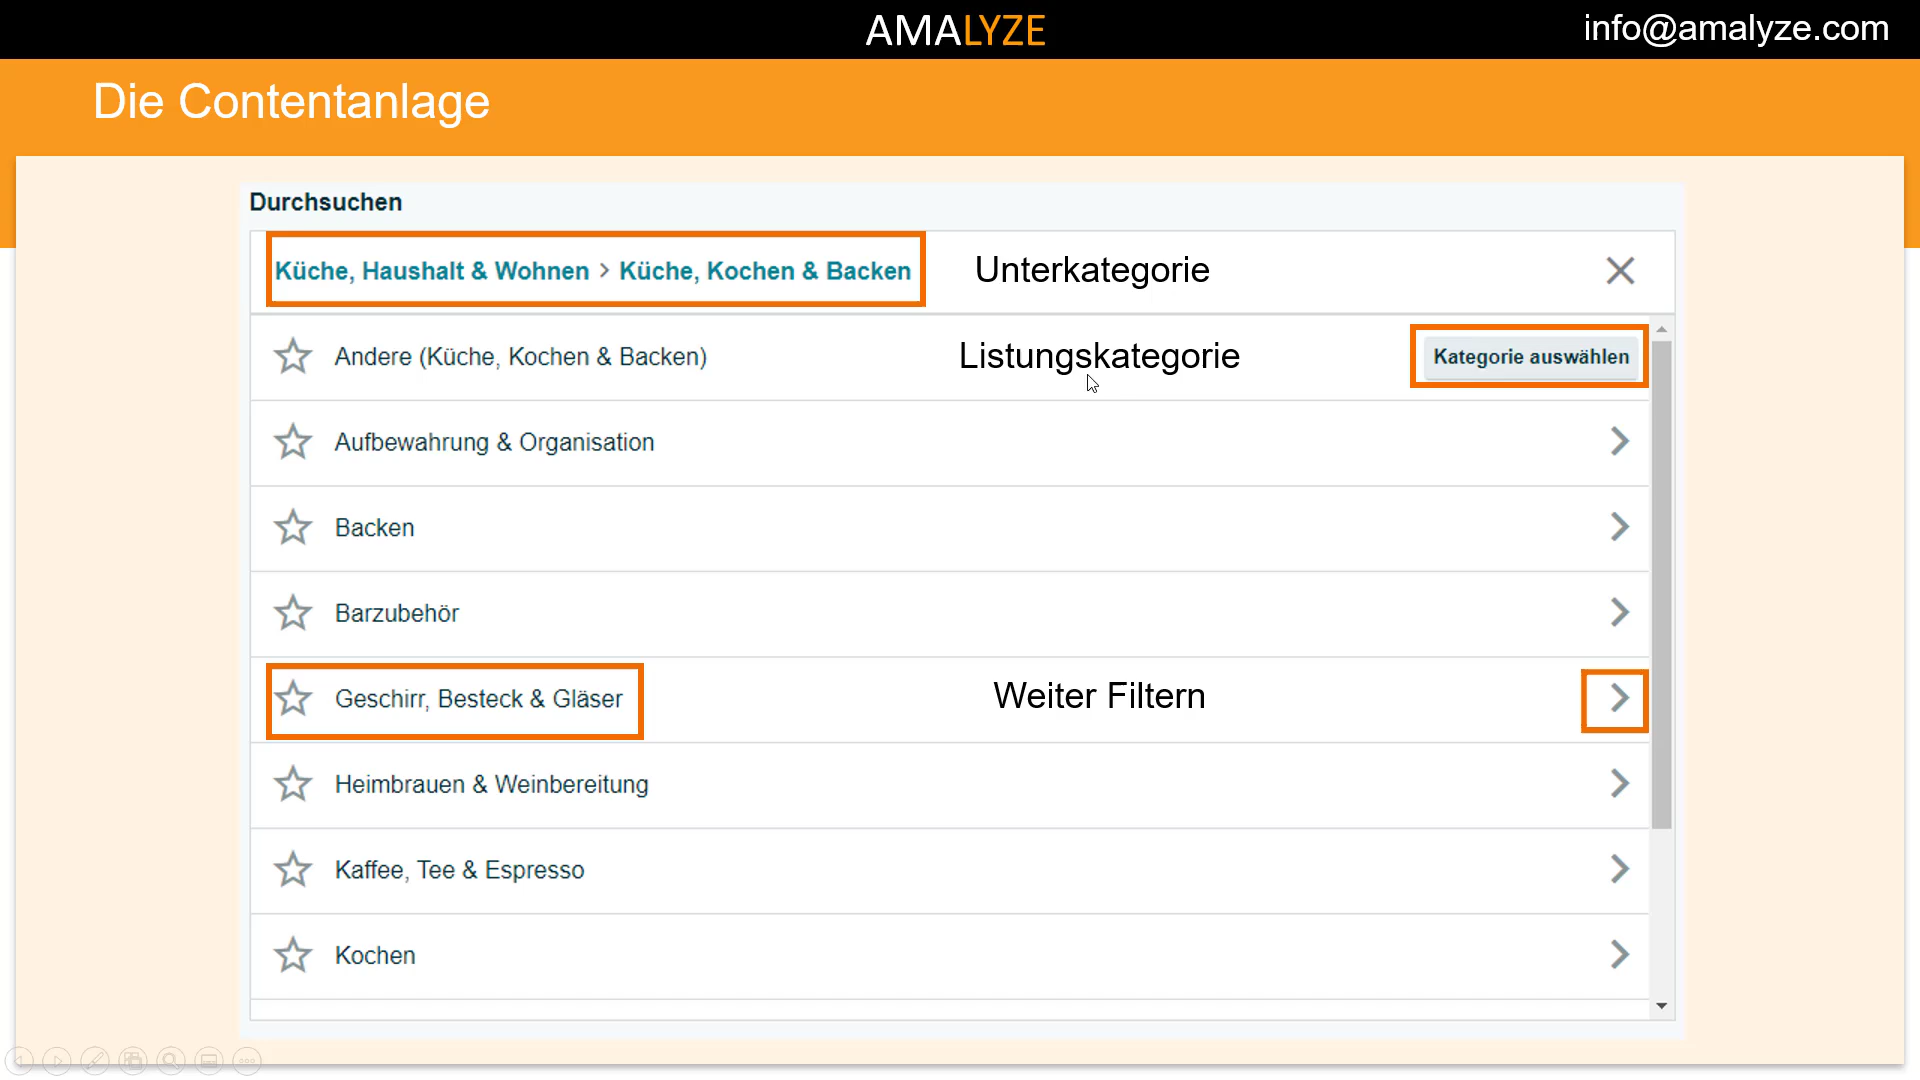 AMALYZE
info@amalyze.com
Die Contentanlage
Durchsuchen
Küche, Haushalt & Wohnen > Küche, Kochen & Backen
Unterkategorie
Andere (Küche, Kochen & Backen)
Listungskategorie
Kategorie auswählen
Aufbewahrung & Organisation
Backen
Barzubehör
Geschirr, Besteck & Gläser
Weiter Filtern
Heimbrauen & Weinbereitung
Kaffee, Tee & Espresso
Kochen